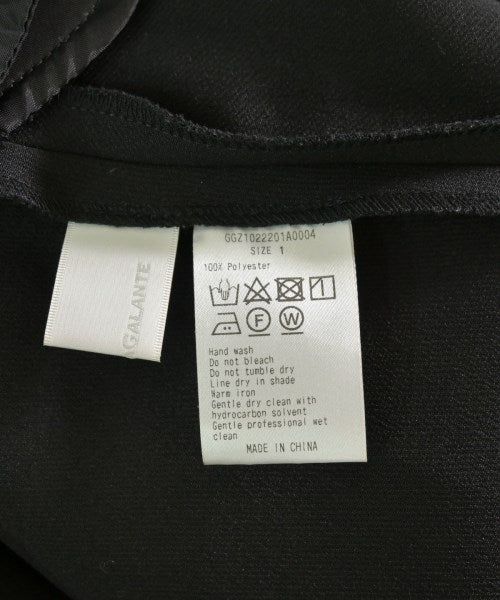 AGALANTE
GGZ1022201A0004
SIZE 1
100% Polyester
F
W
Hand wash
Do not bleach
Do not tumble dry
Line dry in shade
Warm iron
Gentle dry clean with
hydrocarbon solvent
Gentle professional wet
clean
MADE IN CHINA